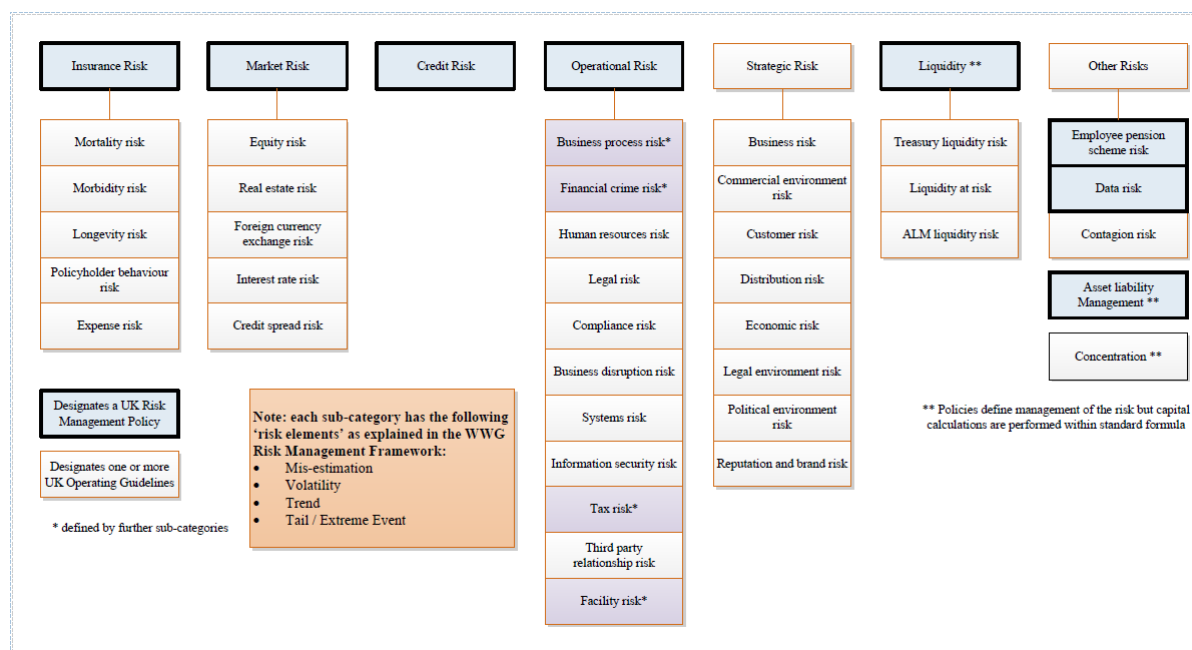 Insurance Risk
Market Risk
Credit Risk
Operational Risk
Strategic Risk
Liquidity **
Other Risks
Mortality risk
Morbidity risk
Longevity risk
Policyholder behaviour
risk
Expense risk
Equity risk
Real estate risk
Foreign currency
exchange risk
Interest rate risk
Credit spread risk
Business process risk*
Financial crime risk*
Human resources risk
Legal risk
Compliance risk
Business disruption risk
Systems risk
Information security risk
Tax risk*
Third party
relationship risk
Facility risk*
Business risk
Commercial environment
risk
Customer risk
Distribution risk
Economic risk
Legal environment risk
Political environment
risk
Reputation and brand risk
Treasury liquidity risk
Liquidity at risk
ALM liquidity risk
Employee pension
scheme risk
Data risk
Contagion risk
Asset liability
Management **
Concentration **
Designates a UK Risk
Management Policy
Designates one or more
UK Operating Guidelines
* defined by further sub-categories
Note: each sub-category has the following
‘risk elements’ as explained in the WWG
Risk Management Framework:
• Mis-estimation
• Volatility
• Trend
• Tail / Extreme Event
** Policies define management of the risk but capital
calculations are performed within standard formula